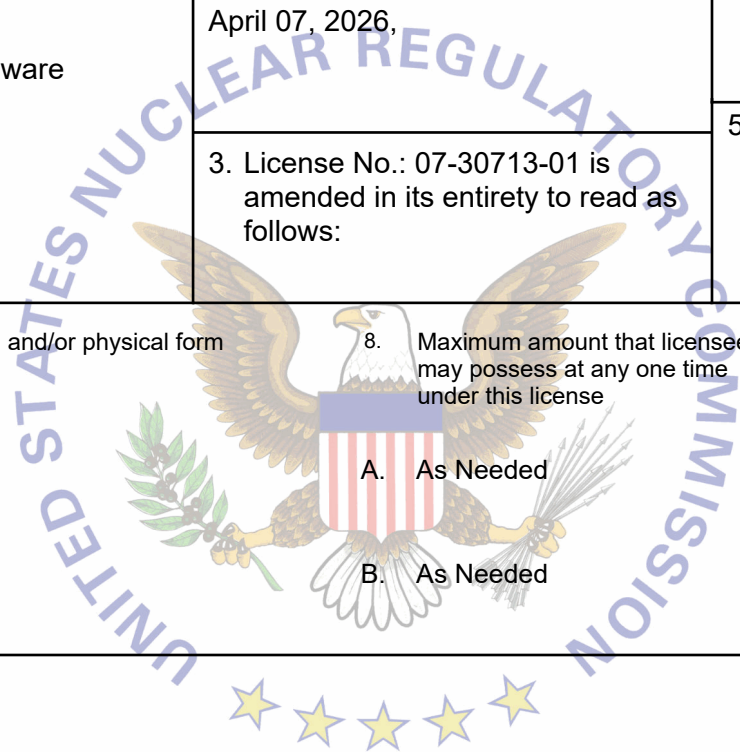 April 07, 2026,
ware
5
3. License No.: 07-30713-01 is
amended in its entirety to read as
follows:
and/or physical form
8. Maximum amount that licensee
may possess at any one time
under this license
A. As Needed
B. As Needed
UNITED STATES NUCLEAR REGULATORY COMMISSION